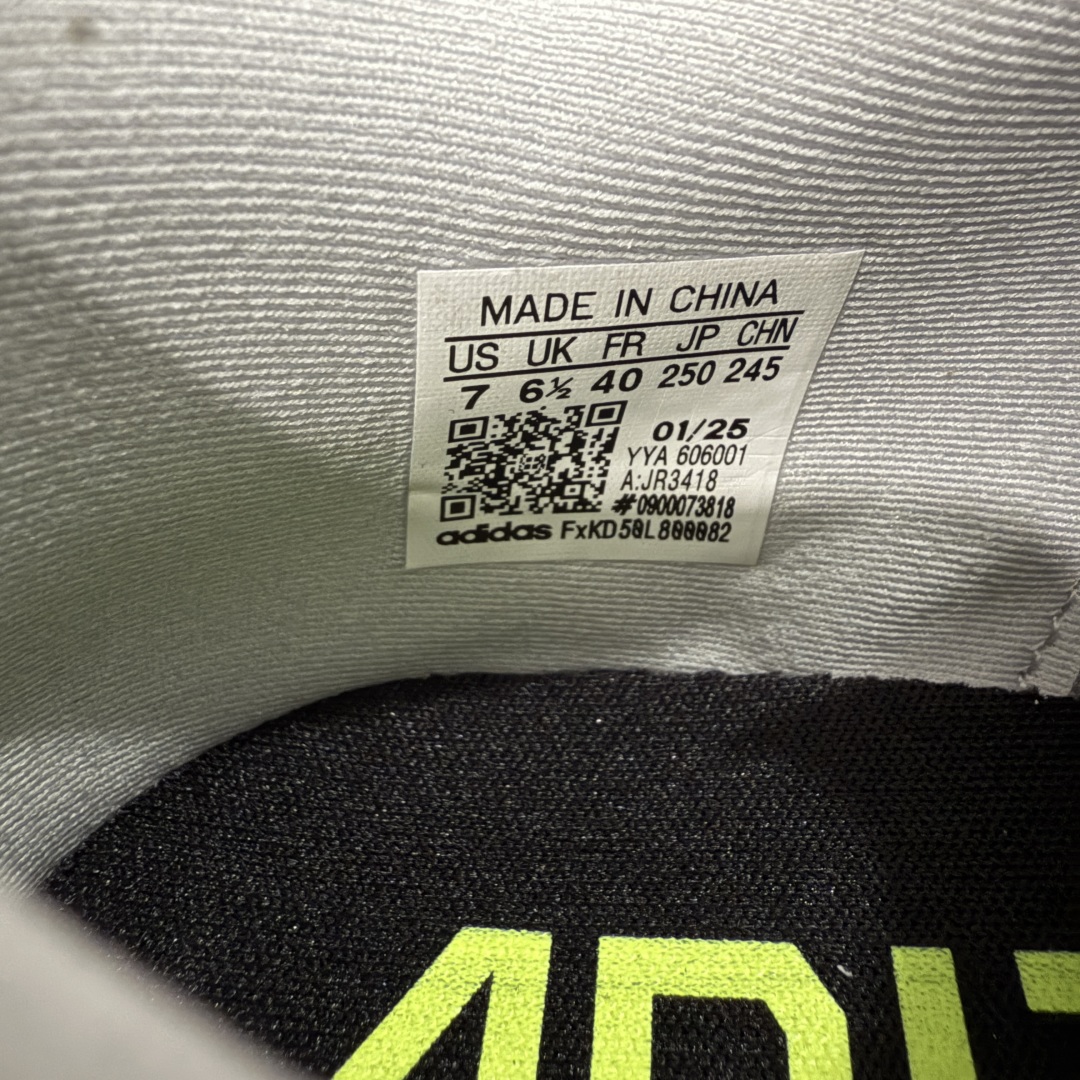 MADE IN CHINA
US UK FR JP CHN
7 6½ 40 250 245
01/25
YYA 606001
A:JR3418
#0900073818
adidas FxKD50L800082
ADI